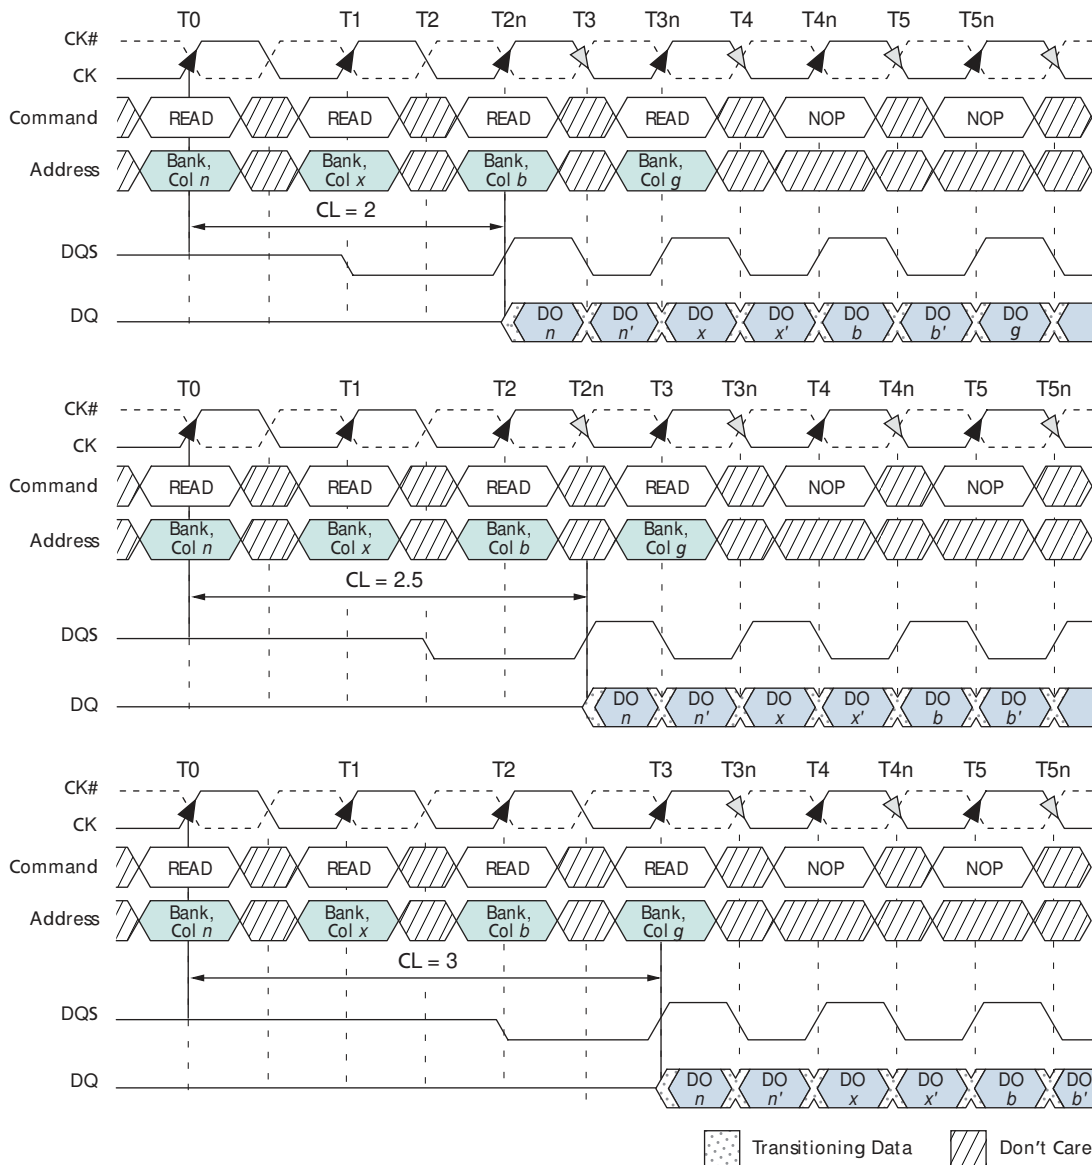 T0 T1 T2 T2n T3 T3n T4 T4n T5 T5n
CK#
CK
Command READ READ READ READ NOP NOP
Address Bank, Col n Bank, Col x Bank, Col b Bank, Col g
CL = 2
DQS
DQ DO n DO n' DO x DO x' DO b DO b' DO g
T0 T1 T2 T2n T3 T3n T4 T4n T5 T5n
CK#
CK
Command READ READ READ READ NOP NOP
Address Bank, Col n Bank, Col x Bank, Col b Bank, Col g
CL = 2.5
DQS
DQ DO n DO n' DO x DO x' DO b DO b'
T0 T1 T2 T3 T3n T4 T4n T5 T5n
CK#
CK
Command READ READ READ READ NOP NOP
Address Bank, Col n Bank, Col x Bank, Col b Bank, Col g
CL = 3
DQS
DQ DO n DO n' DO x DO x' DO b DO b'
Transitioning Data Don't Care